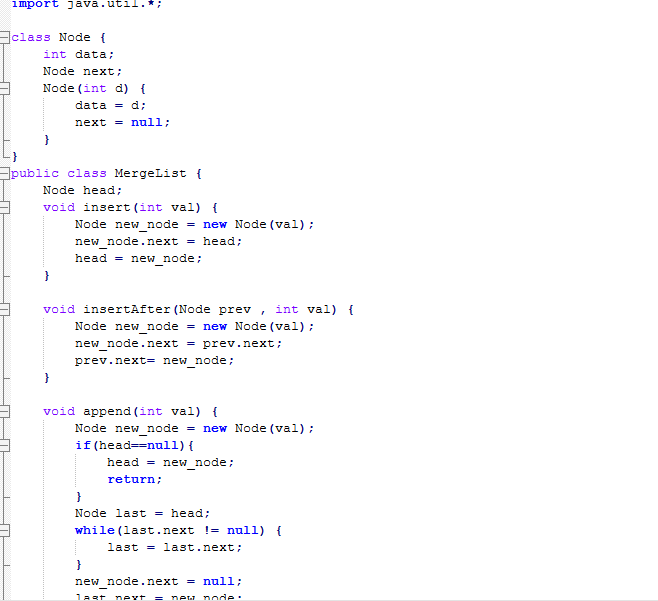 import java.util.*;
class Node {
int data;
Node next;
Node(int d) {
data = d;
next = null;
}
}
public class MergeList {
Node head;
void insert(int val) {
Node new_node = new Node(val);
new_node.next = head;
head = new_node;
}
void insertAfter(Node prev , int val) {
Node new_node = new Node(val);
new_node.next = prev.next;
prev.next= new_node;
}
void append(int val) {
Node new_node = new Node(val);
if(head==null){
head = new_node;
return;
}
Node last = head;
while(last.next != null) {
last = last.next;
}
new_node.next = null;
last.next = new_node;